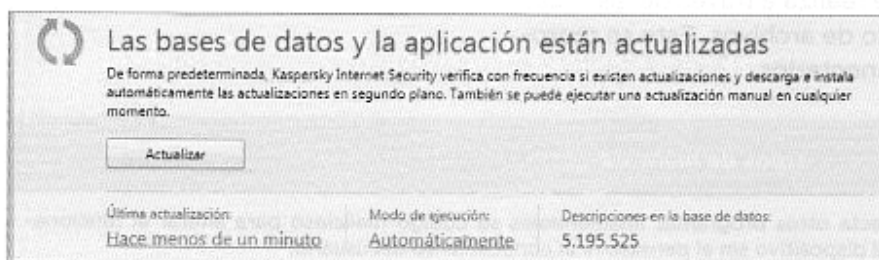 Las bases de datos y la aplicación están actualizadas
De forma predeterminada, Kaspersky Internet Security verifica con frecuencia si existen actualizaciones y descarga e instala
automáticamente las actualizaciones en segundo plano. También se puede ejecutar una actualización manual en cualquier
momento.
Actualizar
Última actualización: Modo de ejecución: Descripciones en la base de datos:
Hace menos de un minuto Automáticamente 5.195.525